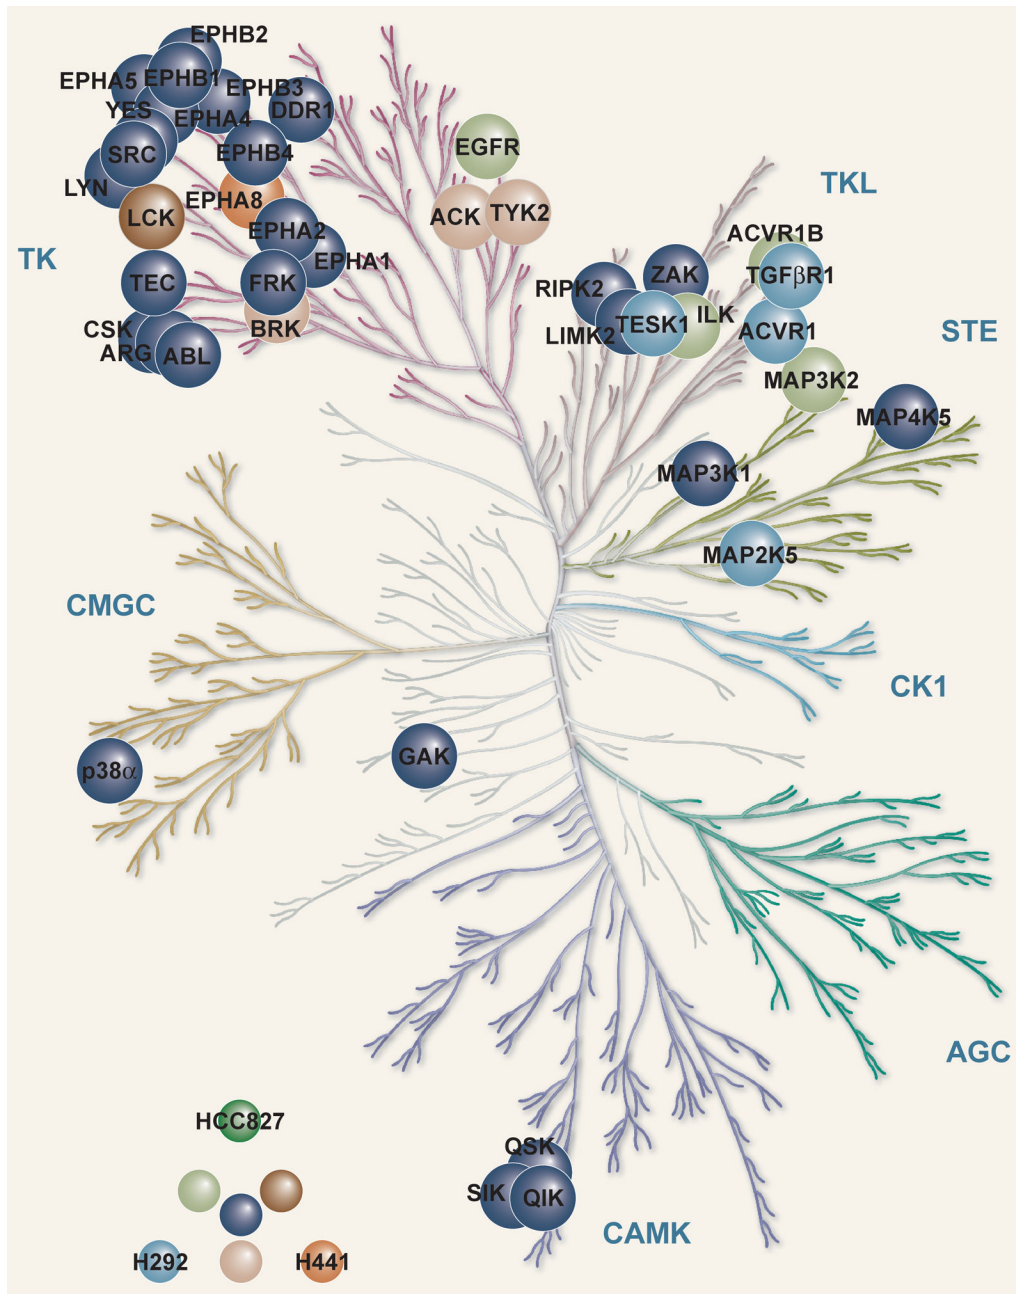 EPHB2
EPHA5
EPHB1
EPHB3
DDR1
YES
EPHA4
SRC
EPHB4
EGFR
LYN
EPHA8
LCK
ACK
TYK2
TKL
EPHA2
ACVR1B
TK
EPHA1
TEC
FRK
RIPK2
ZAK
TGFβR1
CSK
BRK
LIMK2
TESK1
ILK
ACVR1
STE
ARG
ABL
MAP3K2
MAP4K5
MAP3K1
MAP2K5
CMGC
CK1
p38α
GAK
AGC
HCC827
QSK
SIK
QIK
CAMK
H292
H441